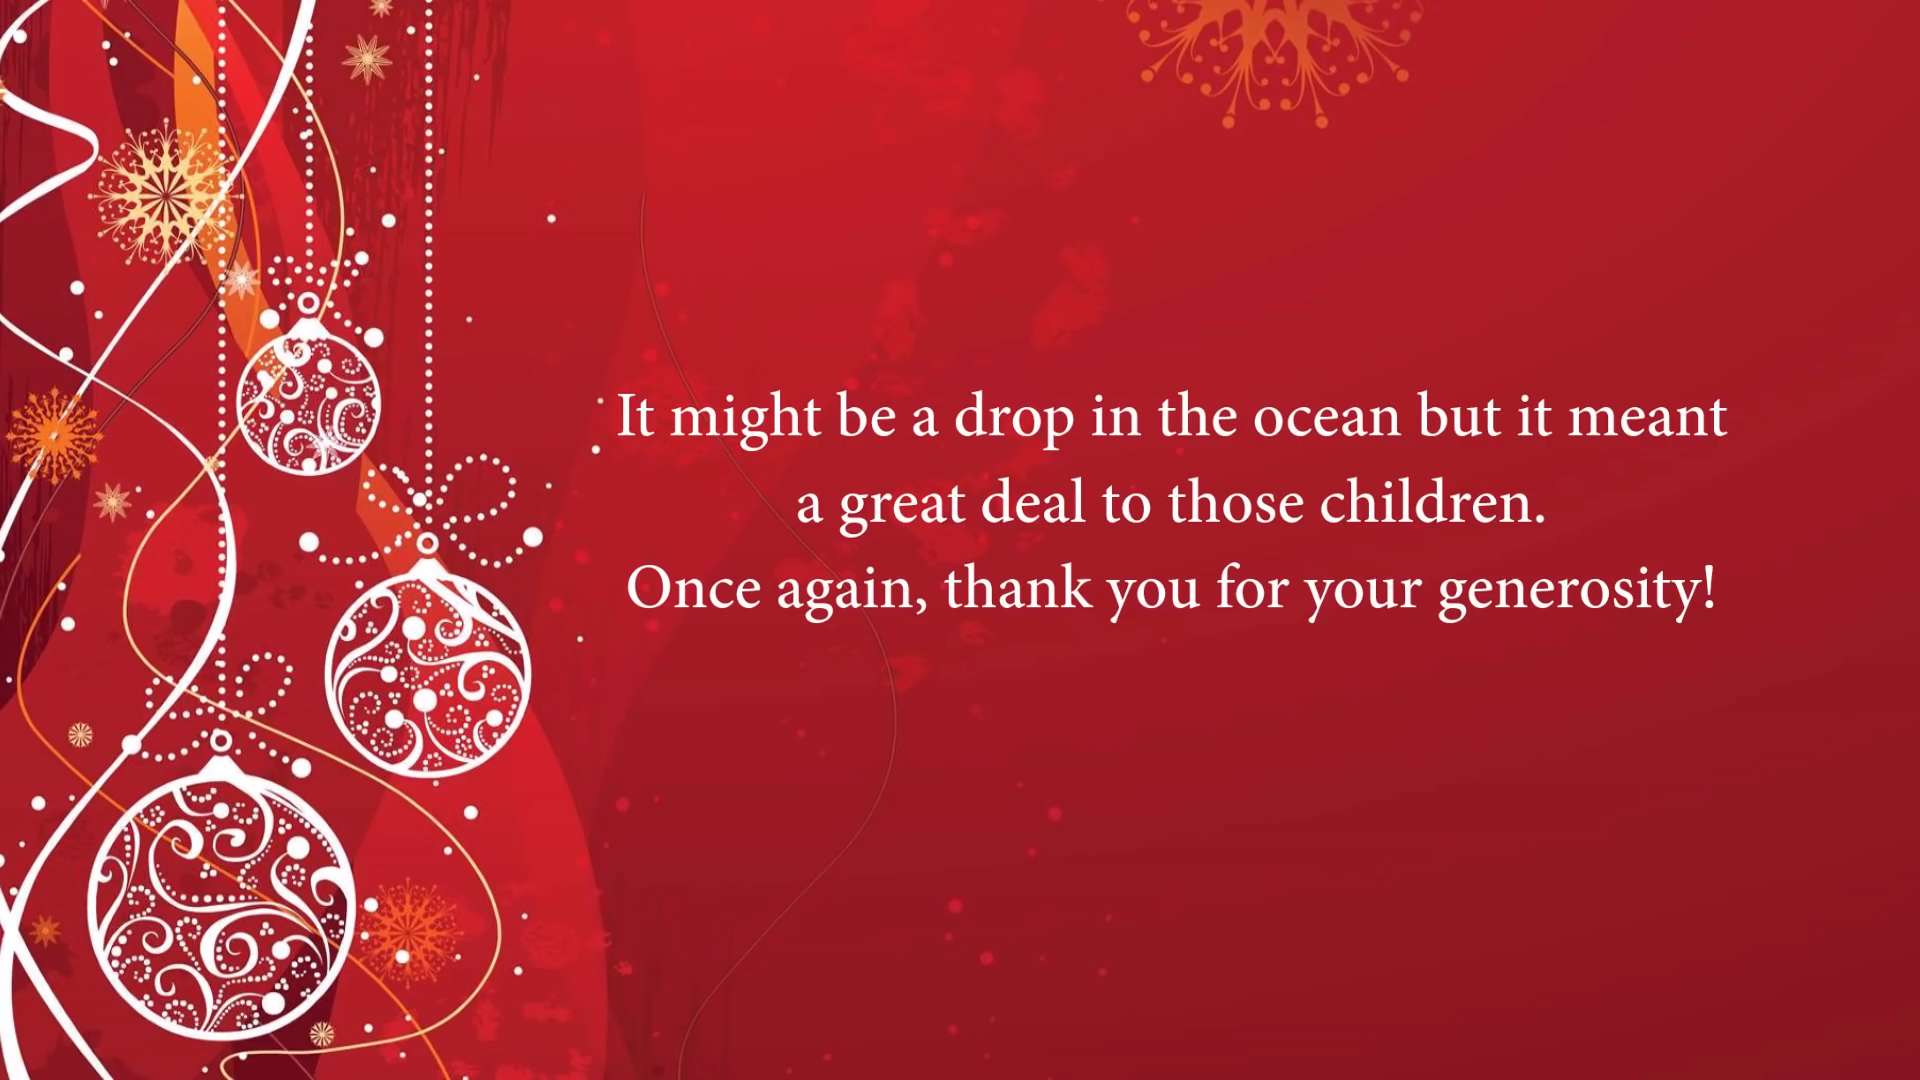 It might be a drop in the ocean but it meant
a great deal to those children.
Once again, thank you for your generosity!